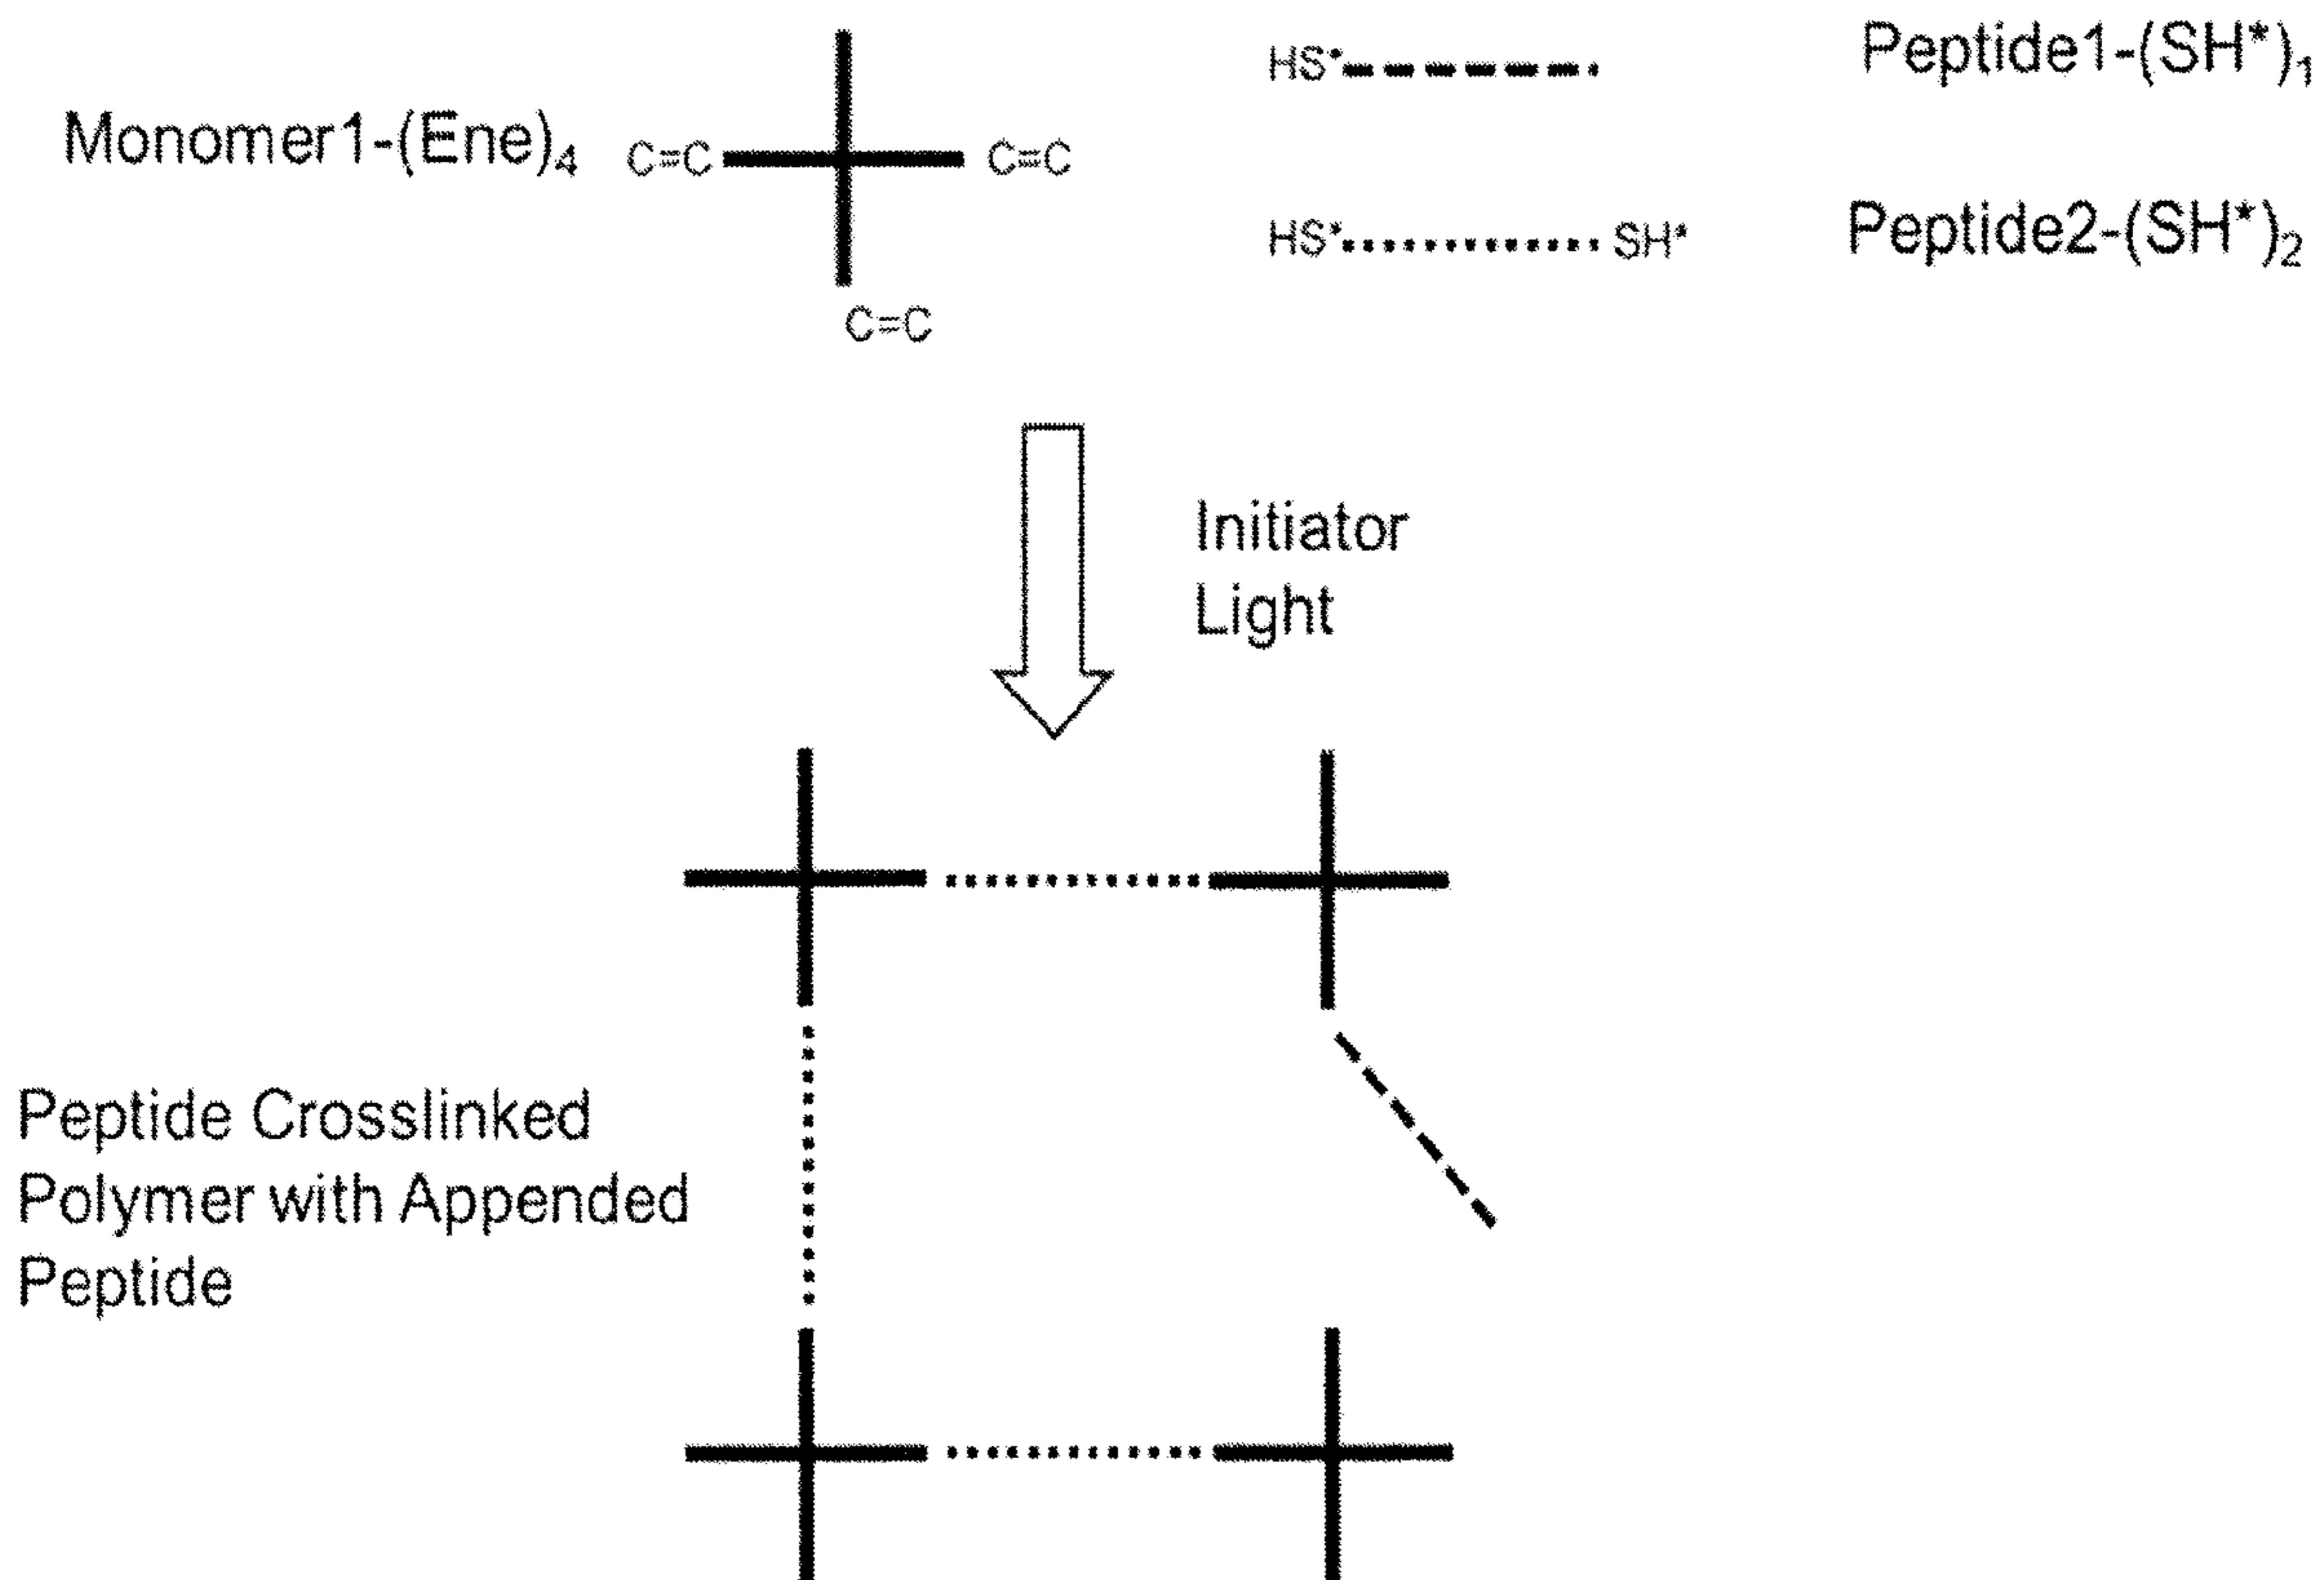 Monomer1-(Ene)₄
C=C
C=C
C=C
HS*
Peptide1-(SH*)₁
HS*
SH*
Peptide2-(SH*)₂
Initiator
Light
Peptide Crosslinked
Polymer with Appended
Peptide